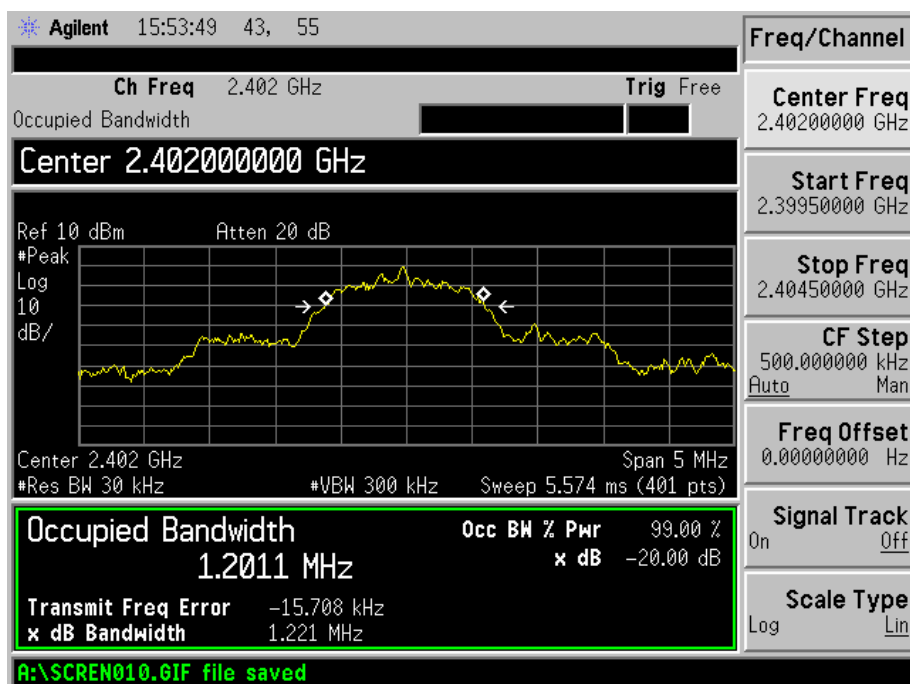 Agilent 15:53:49 43, 55
Ch Freq 2.402 GHz Trig Free
Occupied Bandwidth
Center 2.402000000 GHz
Ref 10 dBm Atten 20 dB
#Peak
Log
10
dB/
Center 2.402 GHz Span 5 MHz
#Res BW 30 kHz #VBW 300 kHz Sweep 5.574 ms (401 pts)
Occupied Bandwidth Occ BW % Pwr 99.00 %
1.2011 MHz x dB -20.00 dB
Transmit Freq Error -15.708 kHz
x dB Bandwidth 1.221 MHz
A:\SCREN010.GIF file saved
Freq/Channel
Center Freq
2.40200000 GHz
Start Freq
2.39950000 GHz
Stop Freq
2.40450000 GHz
CF Step
500.000000 kHz
Auto Man
Freq Offset
0.00000000 Hz
Signal Track
On Off
Scale Type
Log Lin